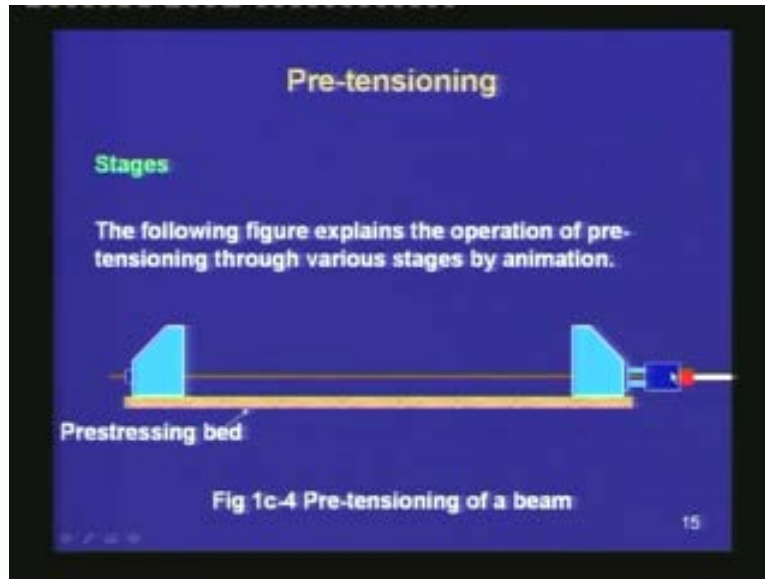 Pre-tensioning
Stages
The following figure explains the operation of pre-
tensioning through various stages by animation.
Prestressing bed
Fig 1c-4 Pre-tensioning of a beam
15